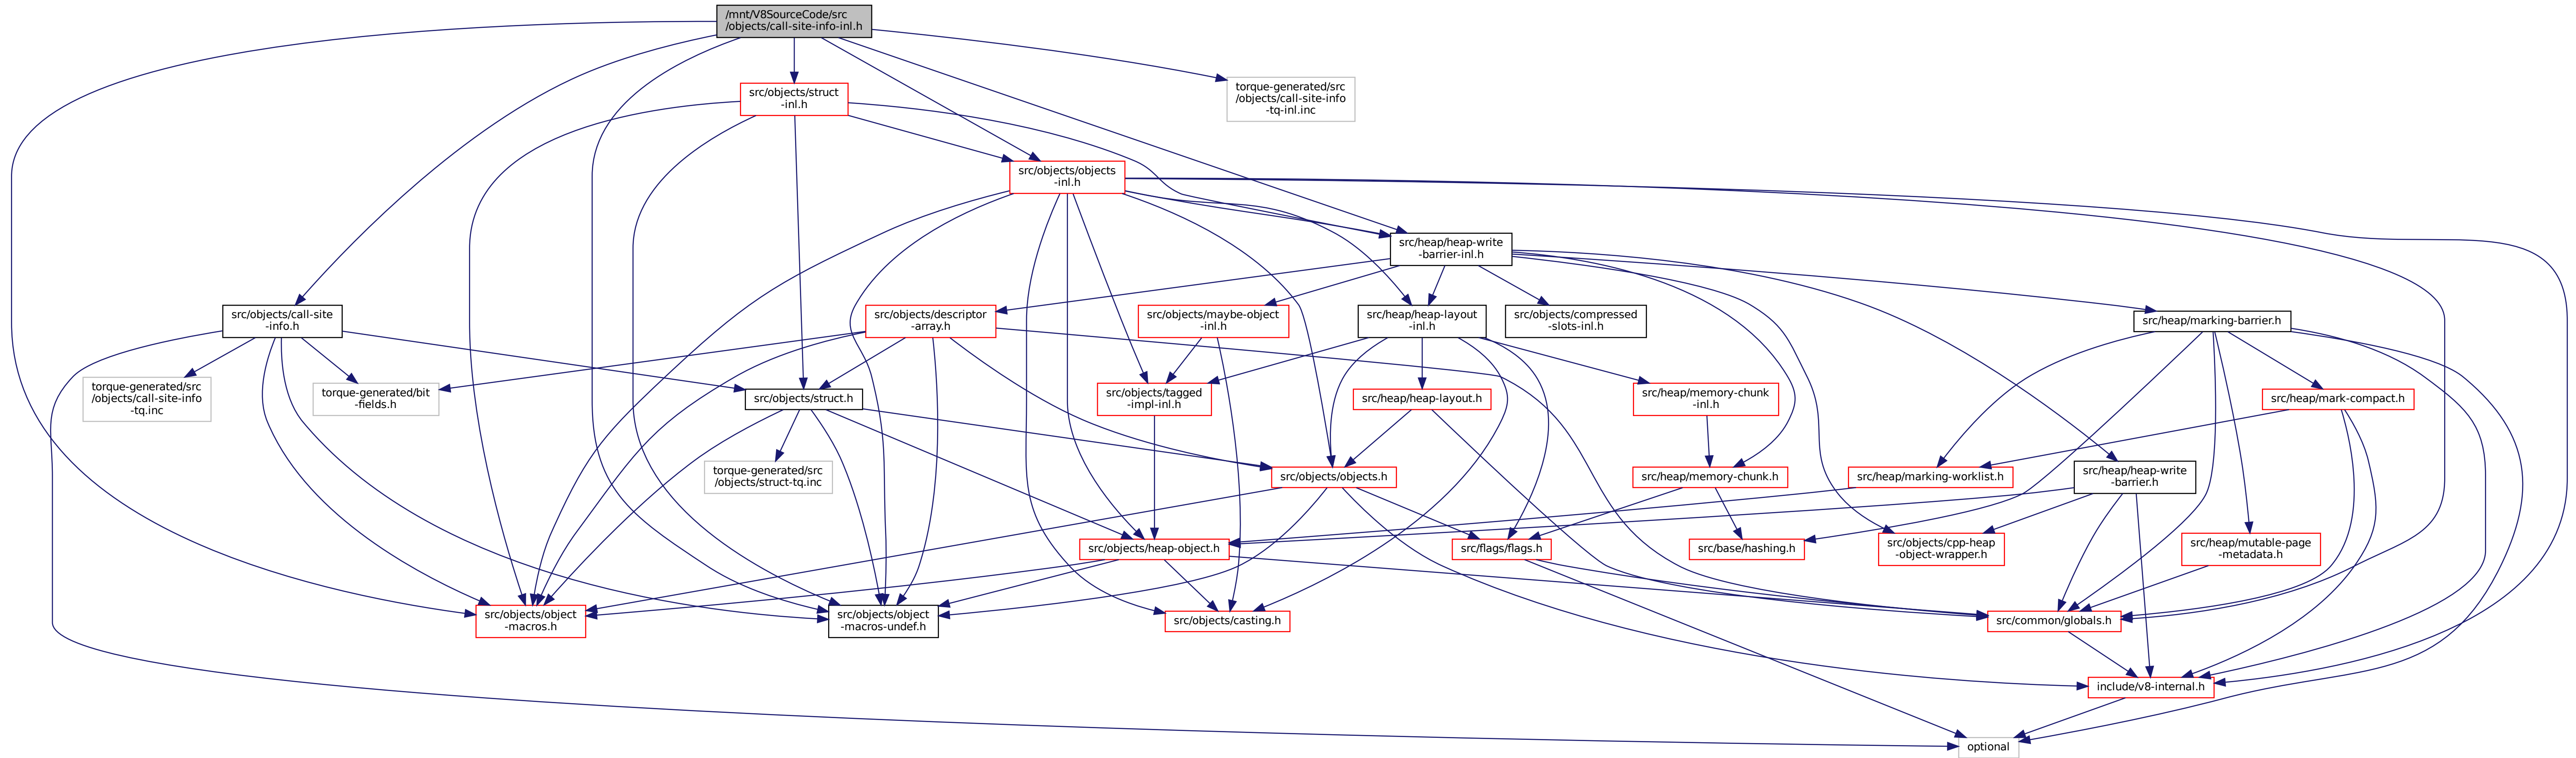 /mnt/V8SourceCode/src
/objects/call-site-info-inl.h
src/objects/struct
-inl.h
torque-generated/src
/objects/call-site-info
-tq-inl.inc
src/objects/objects
-inl.h
src/heap/heap-write
-barrier-inl.h
src/objects/call-site
-info.h
src/objects/descriptor
-array.h
src/objects/maybe-object
-inl.h
src/heap/heap-layout
-inl.h
src/objects/compressed
-slots-inl.h
src/heap/marking-barrier.h
torque-generated/src
/objects/call-site-info
-tq.inc
torque-generated/bit
-fields.h
src/objects/struct.h
src/objects/tagged
-impl-inl.h
src/heap/heap-layout.h
src/heap/memory-chunk
-inl.h
src/heap/mark-compact.h
torque-generated/src
/objects/struct-tq.inc
src/objects/objects.h
src/heap/memory-chunk.h
src/heap/marking-worklist.h
src/heap/heap-write
-barrier.h
src/objects/heap-object.h
src/flags/flags.h
src/base/hashing.h
src/objects/cpp-heap
-object-wrapper.h
src/heap/mutable-page
-metadata.h
src/objects/object
-macros.h
src/objects/object
-macros-undef.h
src/objects/casting.h
src/common/globals.h
include/v8-internal.h
optional